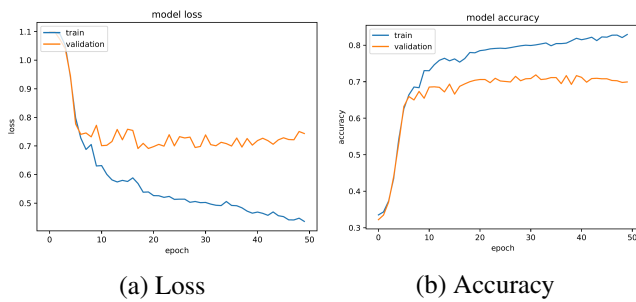 model loss
train
validation
1.1
1.0
0.9
0.8
0.7
0.6
0.5
loss
0
10
20
30
40
50
epoch
(a) Loss
model accuracy
train
validation
0.8
0.7
0.6
0.5
0.4
0.3
accuracy
0
10
20
30
40
50
epoch
(b) Accuracy